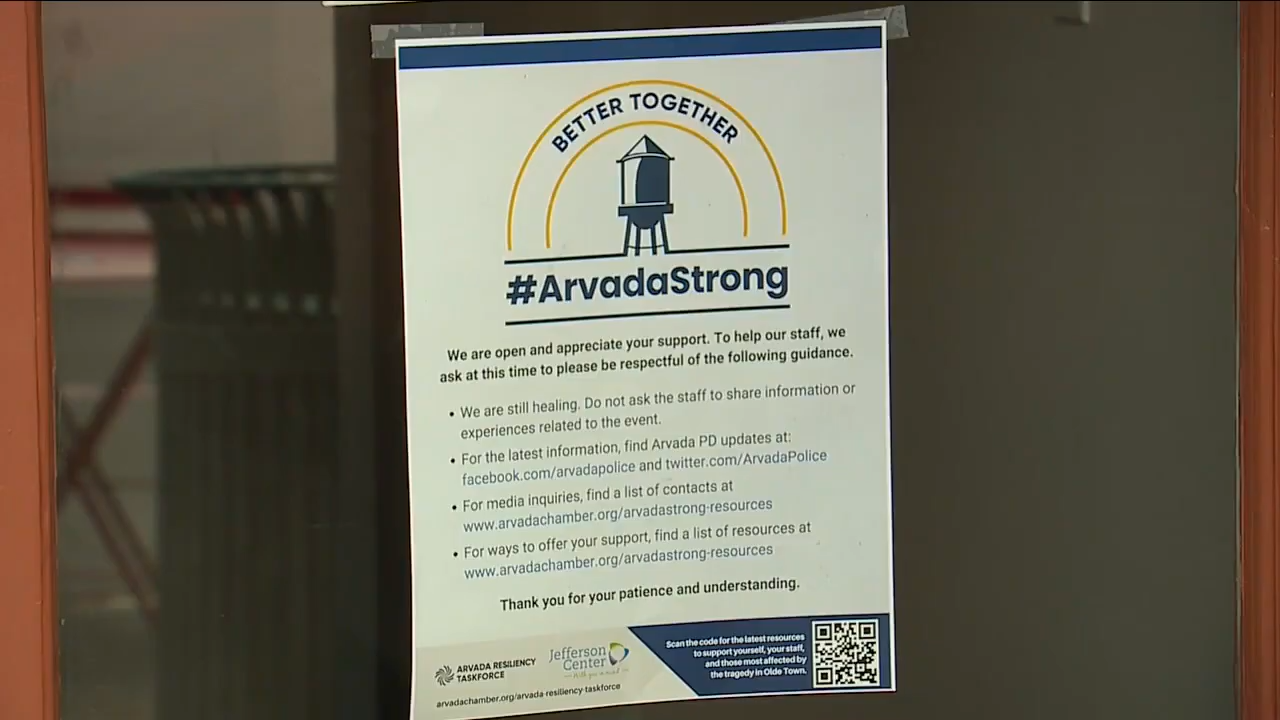 BETTER TOGETHER
#ArvadaStrong
We are open and appreciate your support. To help our staff, we
ask at this time to please be respectful of the following guidance.
• We are still healing. Do not ask the staff to share information or
experiences related to the event.
• For the latest information, find Arvada PD updates at:
facebook.com/arvadapolice and twitter.com/ArvadaPolice
• For media inquiries, find a list of contacts at
www.arvadachamber.org/arvadastrong-resources
• For ways to offer your support, find a list of resources at
www.arvadachamber.org/arvadastrong-resources
Thank you for your patience and understanding.
ARVADA RESILIENCY
TASKFORCE
Jefferson
Center
arvadachamber.org/arvada-resiliency-taskforce
Scan the code for the latest resources
to support yourself, your staff,
and those most affected by
the tragedy in Olde Town.